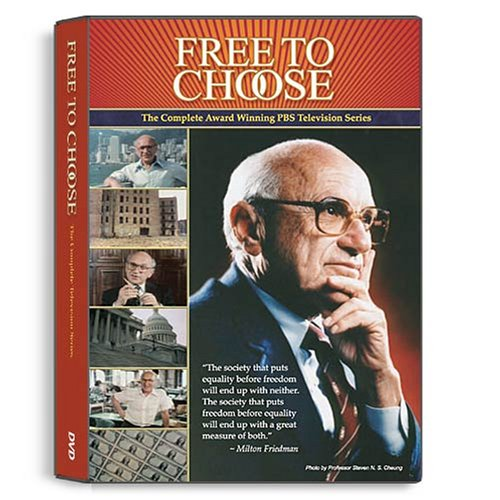 FREE TO
CHOOSE
The Complete Award Winning PBS Television Series
"The society that puts
equality before freedom
will end up with neither.
The society that puts
freedom before equality
will end up with a great
measure of both."
~ Milton Friedman
Photo by Professor Steven N. S. Cheung
FREE TO CHOOSE
The Complete Television Series
DVD